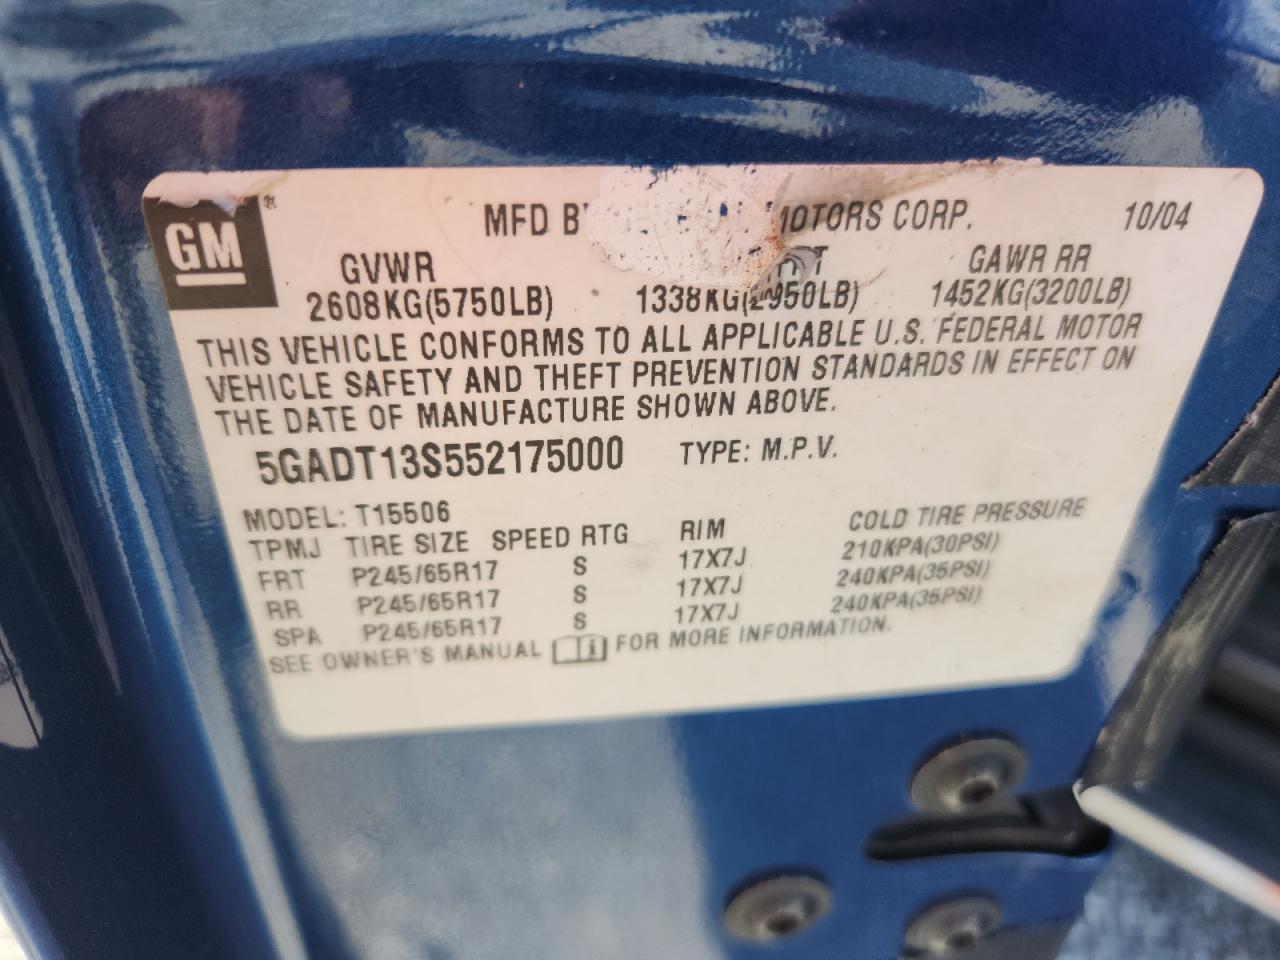 GM ®
MFD MOTORS CORP. 10/04
GVWR GAWR RR
2608KG(5750LB) 1338KG(2950LB) 1452KG(3200LB)
THIS VEHICLE CONFORMS TO ALL APPLICABLE U.S. FEDERAL MOTOR
VEHICLE SAFETY AND THEFT PREVENTION STANDARDS IN EFFECT ON
THE DATE OF MANUFACTURE SHOWN ABOVE.
5GADT13S552175000 TYPE: M.P.V.
MODEL: T15506
TPMJ TIRE SIZE SPEED RTG RIM COLD TIRE PRESSURE
FRT P245/65R17 S 17X7J 210KPA(30PSI)
RR P245/65R17 S 17X7J 240KPA(35PSI)
SPA P245/65R17 S 17X7J 240KPA(35PSI)
SEE OWNER'S MANUAL FOR MORE INFORMATION.